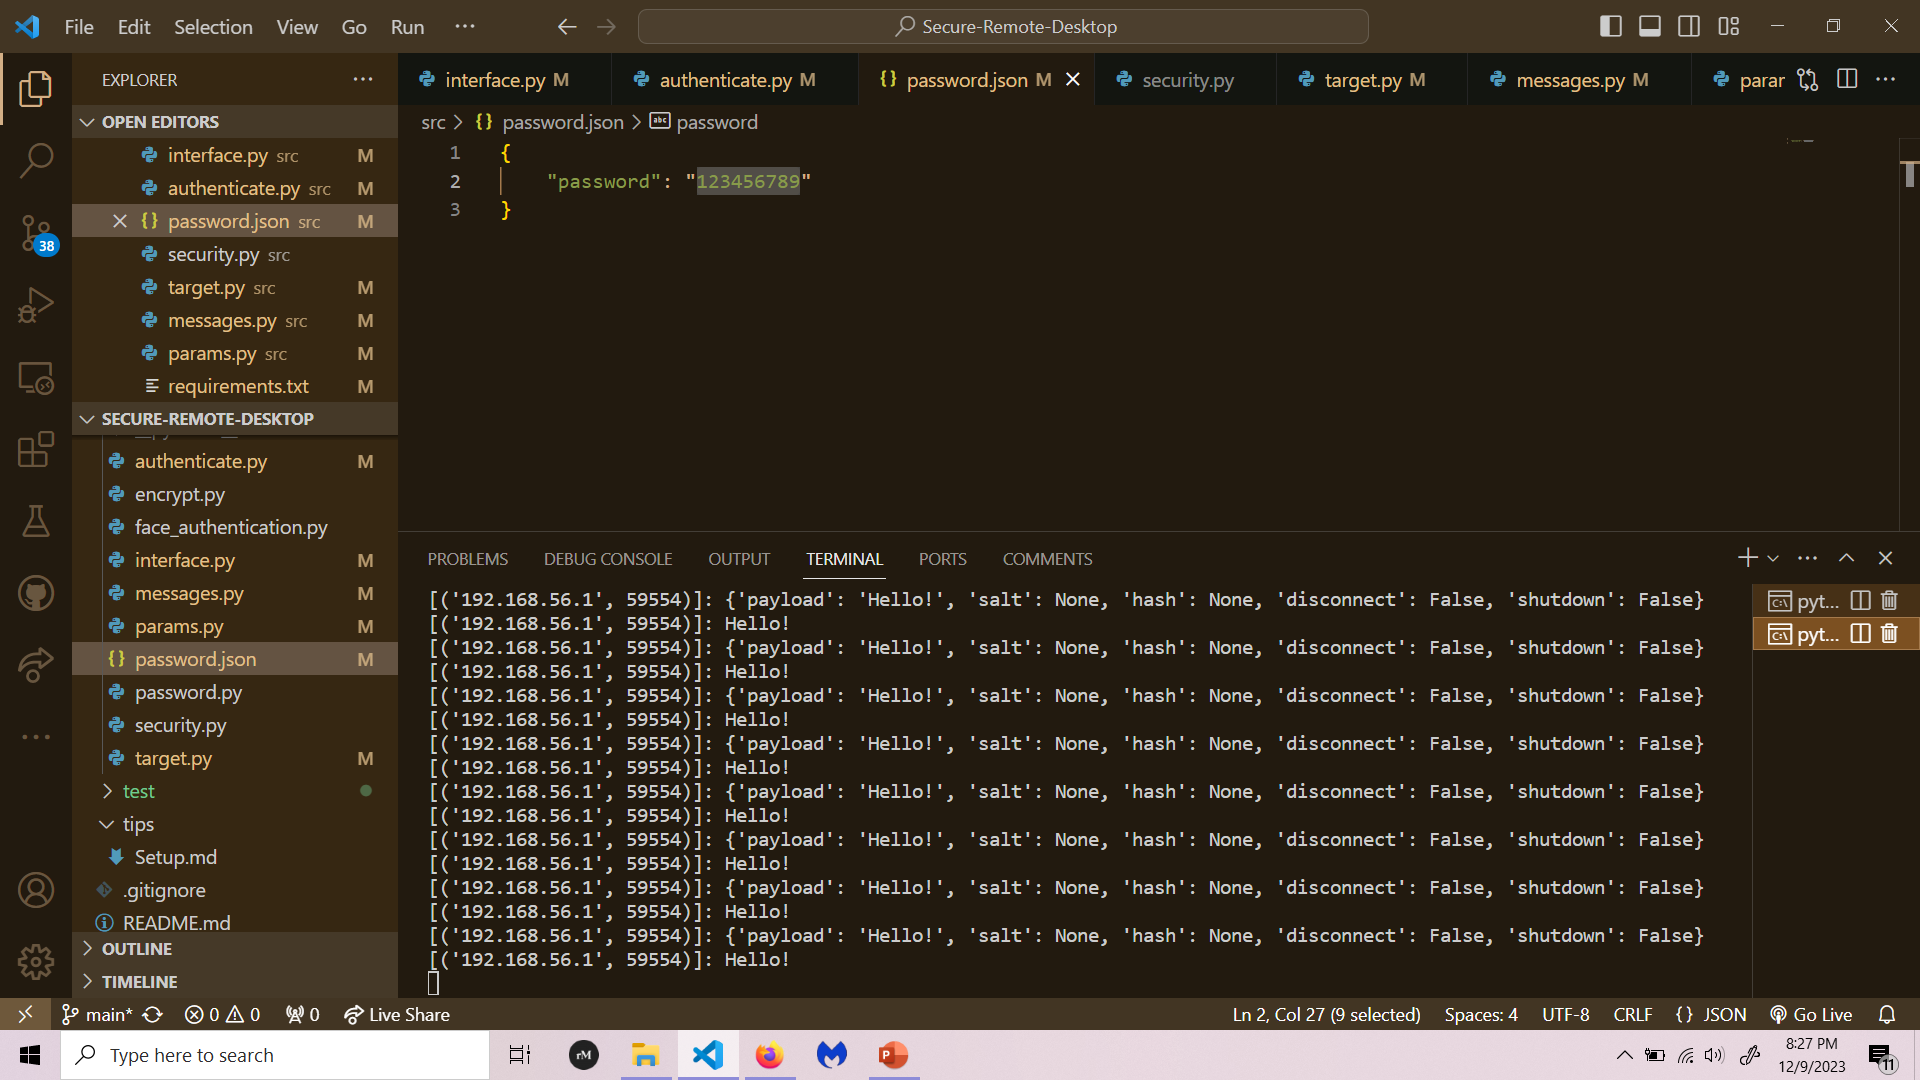 File Edit Selection View Go Run ··· Secure-Remote-Desktop
EXPLORER
OPEN EDITORS
interface.py src M
authenticate.py src M
password.json src M
security.py src
target.py src M
messages.py src M
params.py src M
requirements.txt M
SECURE-REMOTE-DESKTOP
authenticate.py M
encrypt.py
face_authentication.py
interface.py M
messages.py M
params.py M
password.json M
password.py
security.py
target.py M
test
tips
Setup.md
.gitignore
README.md
OUTLINE
TIMELINE
38
interface.py M authenticate.py M password.json M security.py target.py M messages.py M parar
src > {} password.json > abc password
1 {
2 "password": "123456789"
3 }
PROBLEMS DEBUG CONSOLE OUTPUT TERMINAL PORTS COMMENTS
[('192.168.56.1', 59554)]: {'payload': 'Hello!', 'salt': None, 'hash': None, 'disconnect': False, 'shutdown': False}
[('192.168.56.1', 59554)]: Hello!
[('192.168.56.1', 59554)]: {'payload': 'Hello!', 'salt': None, 'hash': None, 'disconnect': False, 'shutdown': False}
[('192.168.56.1', 59554)]: Hello!
[('192.168.56.1', 59554)]: {'payload': 'Hello!', 'salt': None, 'hash': None, 'disconnect': False, 'shutdown': False}
[('192.168.56.1', 59554)]: Hello!
[('192.168.56.1', 59554)]: {'payload': 'Hello!', 'salt': None, 'hash': None, 'disconnect': False, 'shutdown': False}
[('192.168.56.1', 59554)]: Hello!
[('192.168.56.1', 59554)]: {'payload': 'Hello!', 'salt': None, 'hash': None, 'disconnect': False, 'shutdown': False}
[('192.168.56.1', 59554)]: Hello!
[('192.168.56.1', 59554)]: {'payload': 'Hello!', 'salt': None, 'hash': None, 'disconnect': False, 'shutdown': False}
[('192.168.56.1', 59554)]: Hello!
[('192.168.56.1', 59554)]: {'payload': 'Hello!', 'salt': None, 'hash': None, 'disconnect': False, 'shutdown': False}
[('192.168.56.1', 59554)]: Hello!
[('192.168.56.1', 59554)]: {'payload': 'Hello!', 'salt': None, 'hash': None, 'disconnect': False, 'shutdown': False}
[('192.168.56.1', 59554)]: Hello!
pyt...
pyt...
main* 0 0 0 Live Share Ln 2, Col 27 (9 selected) Spaces: 4 UTF-8 CRLF {} JSON Go Live
Type here to search rM P 8:27 PM
12/9/2023 11